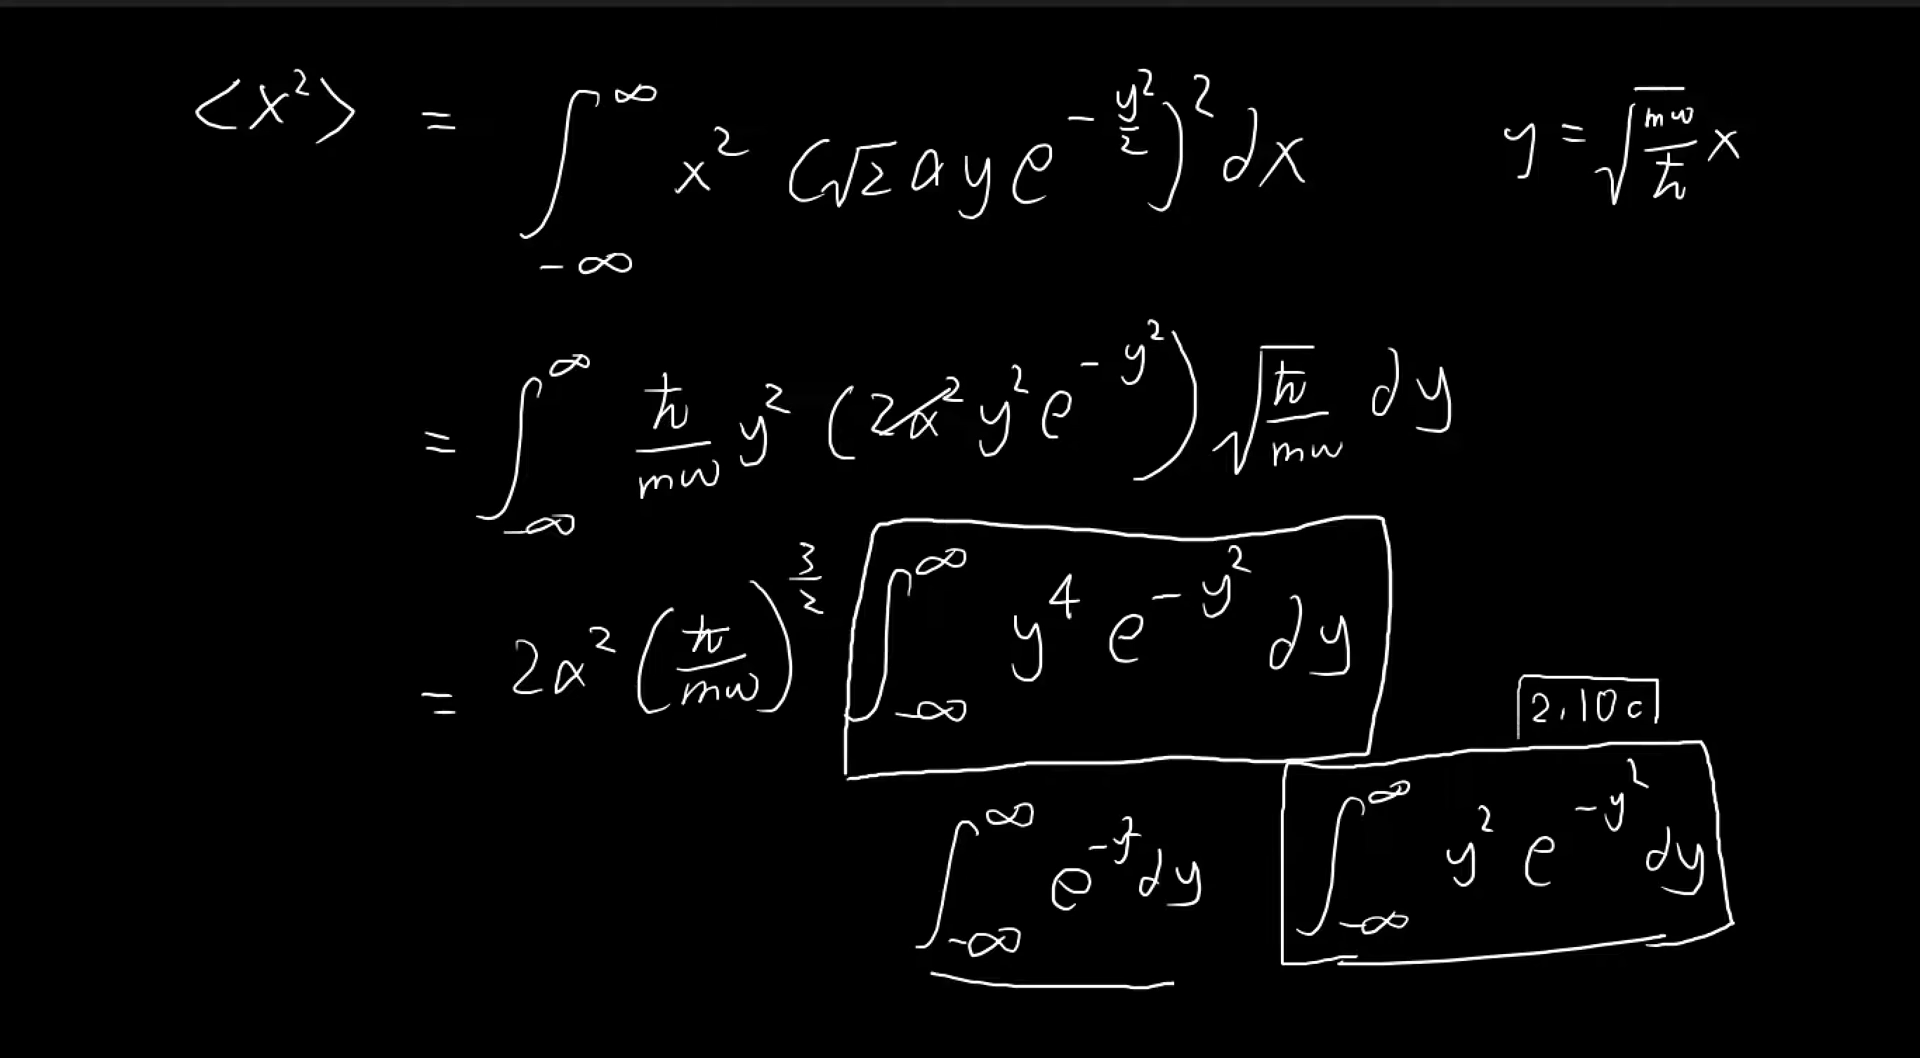 <x²> = ∫_{-∞}^{∞} x² (√2 α y e^{-y²/2})² dx    y = √(mω/ħ) x
= ∫_{-∞}^{∞} ħ/mω y² (2α² y² e^{-y²}) √(ħ/mω) dy
= 2α² (ħ/mω)^{3/2} ∫_{-∞}^{∞} y⁴ e^{-y²} dy
2.10c
∫_{-∞}^{∞} e^{-y²} dy    ∫_{-∞}^{∞} y² e^{-y²} dy